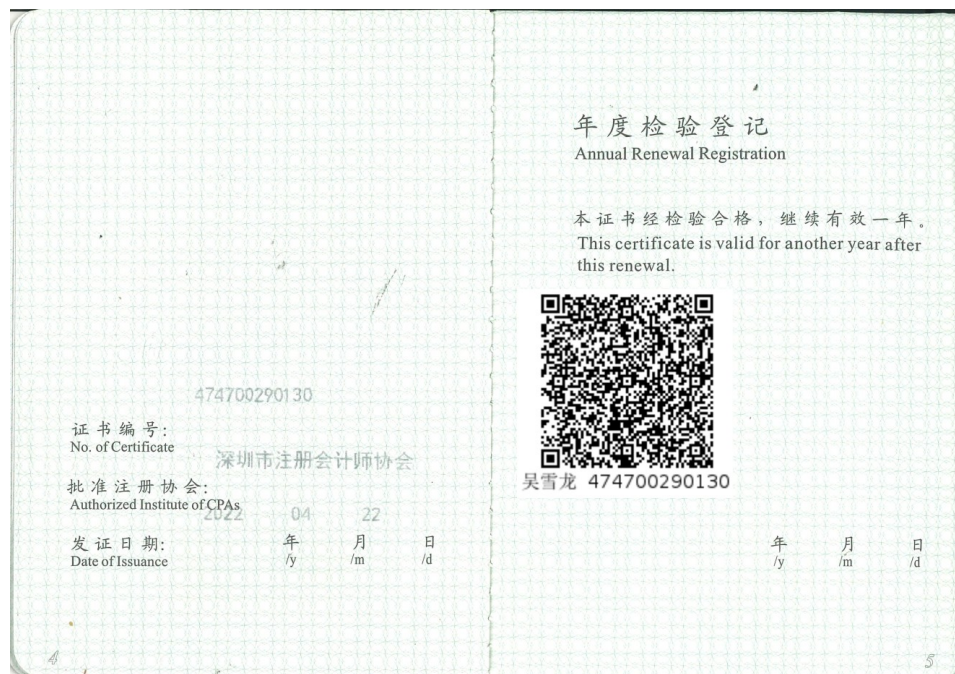 474700290130
证书编号:
No. of Certificate
深圳市注册会计师协会
批准注册协会:
Authorized Institute of CPAs
2022 04 22
发证日期: 年 月 日
Date of Issuance /y /m /d
4
年度检验登记
Annual Renewal Registration
本证书经检验合格，继续有效一年。
This certificate is valid for another year after
this renewal.
吴雪龙 474700290130
年 月 日
/y /m /d
5